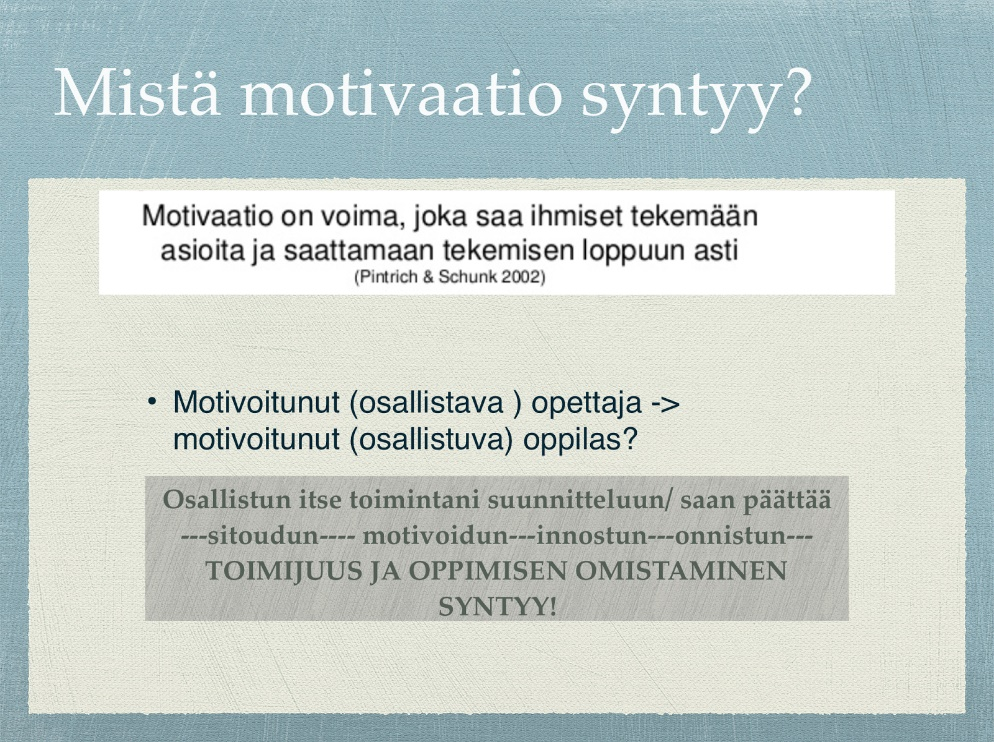 Mistä motivaatio syntyy?
Motivaatio on voima, joka saa ihmiset tekemään
asioita ja saattamaan tekemisen loppuun asti
(Pintrich & Schunk 2002)
• Motivoitunut (osallistava ) opettaja ->
motivoitunut (osallistuva) oppilas?
Osallistun itse toimintani suunnitteluun/ saan päättää
---sitoudun---- motivoidun---innostun---onnistun---
TOIMIJUUS JA OPPIMISEN OMISTAMINEN
SYNTYY!